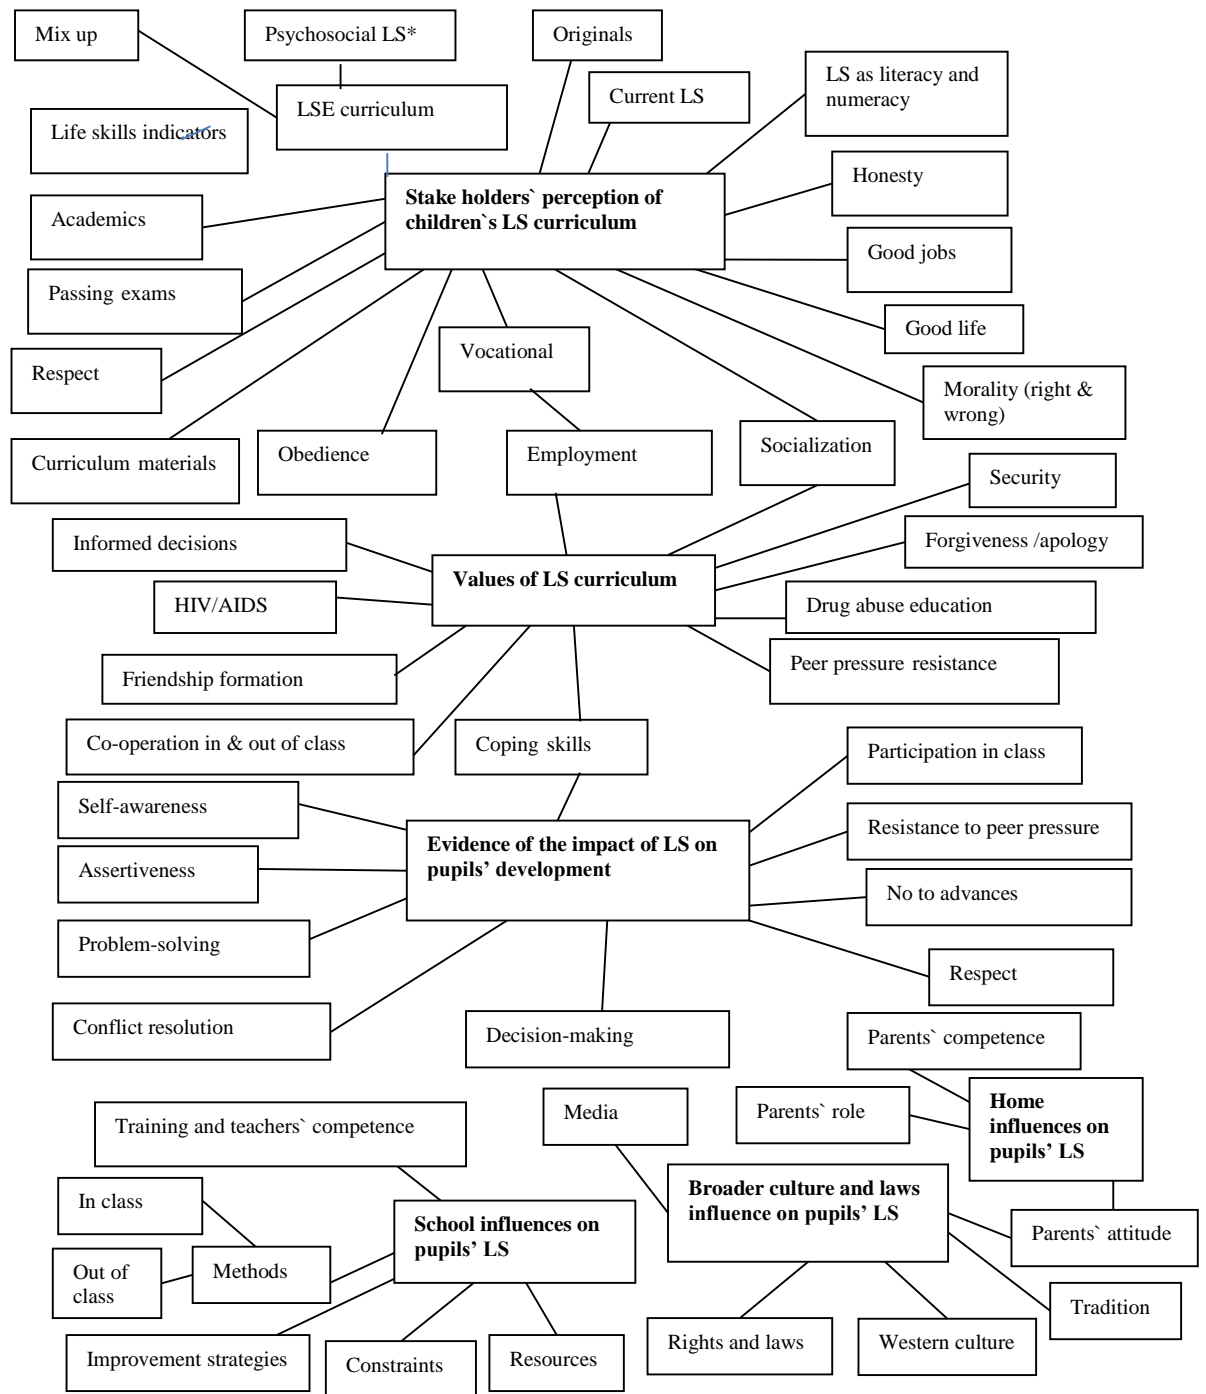 Mix up
Psychosocial LS*
Originals
LS as literacy and
numeracy
Current LS
LSE curriculum
Life skills indicators
Stake holders` perception of
children`s LS curriculum
Honesty
Academics
Good jobs
Passing exams
Good life
Vocational
Respect
Morality (right &
wrong)
Curriculum materials
Obedience
Employment
Socialization
Security
Informed decisions
Forgiveness /apology
Values of LS curriculum
HIV/AIDS
Drug abuse education
Friendship formation
Peer pressure resistance
Co-operation in & out of class
Coping skills
Participation in class
Self-awareness
Resistance to peer pressure
Evidence of the impact of LS on
pupils’ development
Assertiveness
No to advances
Problem-solving
Respect
Conflict resolution
Decision-making
Parents` competence
Training and teachers` competence
Media
Parents` role
Home
influences on
pupils’ LS
In class
School influences on
pupils’ LS
Broader culture and laws
influence on pupils’ LS
Parents` attitude
Out of
class
Methods
Tradition
Improvement strategies
Constraints
Resources
Rights and laws
Western culture